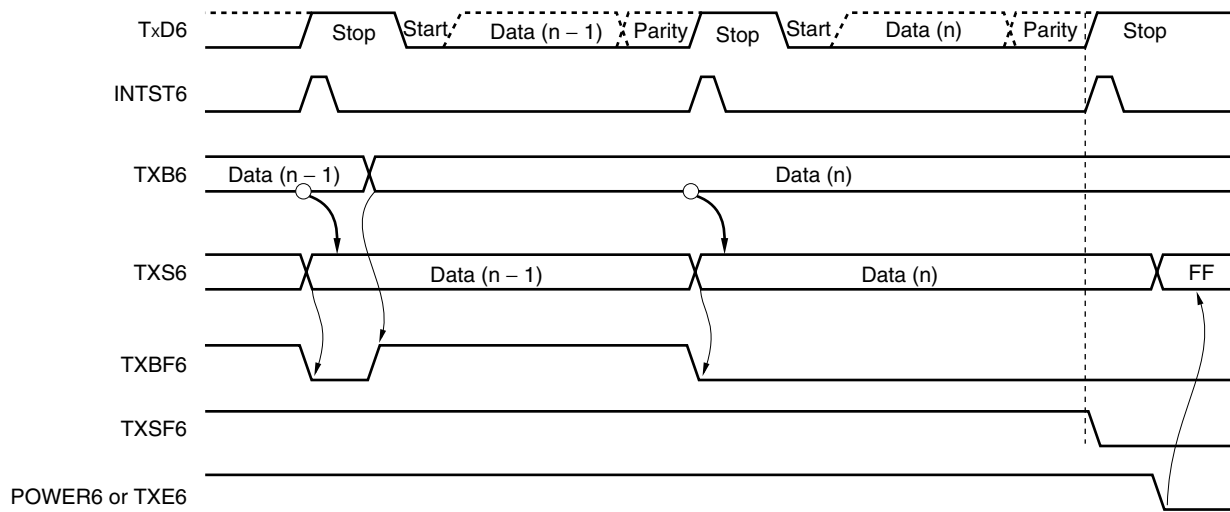 TxD6 Stop Start Data (n – 1) Parity Stop Start Data (n) Parity Stop
INTST6
TXB6 Data (n – 1) Data (n)
TXS6 Data (n – 1) Data (n) FF
TXBF6
TXSF6
POWER6 or TXE6